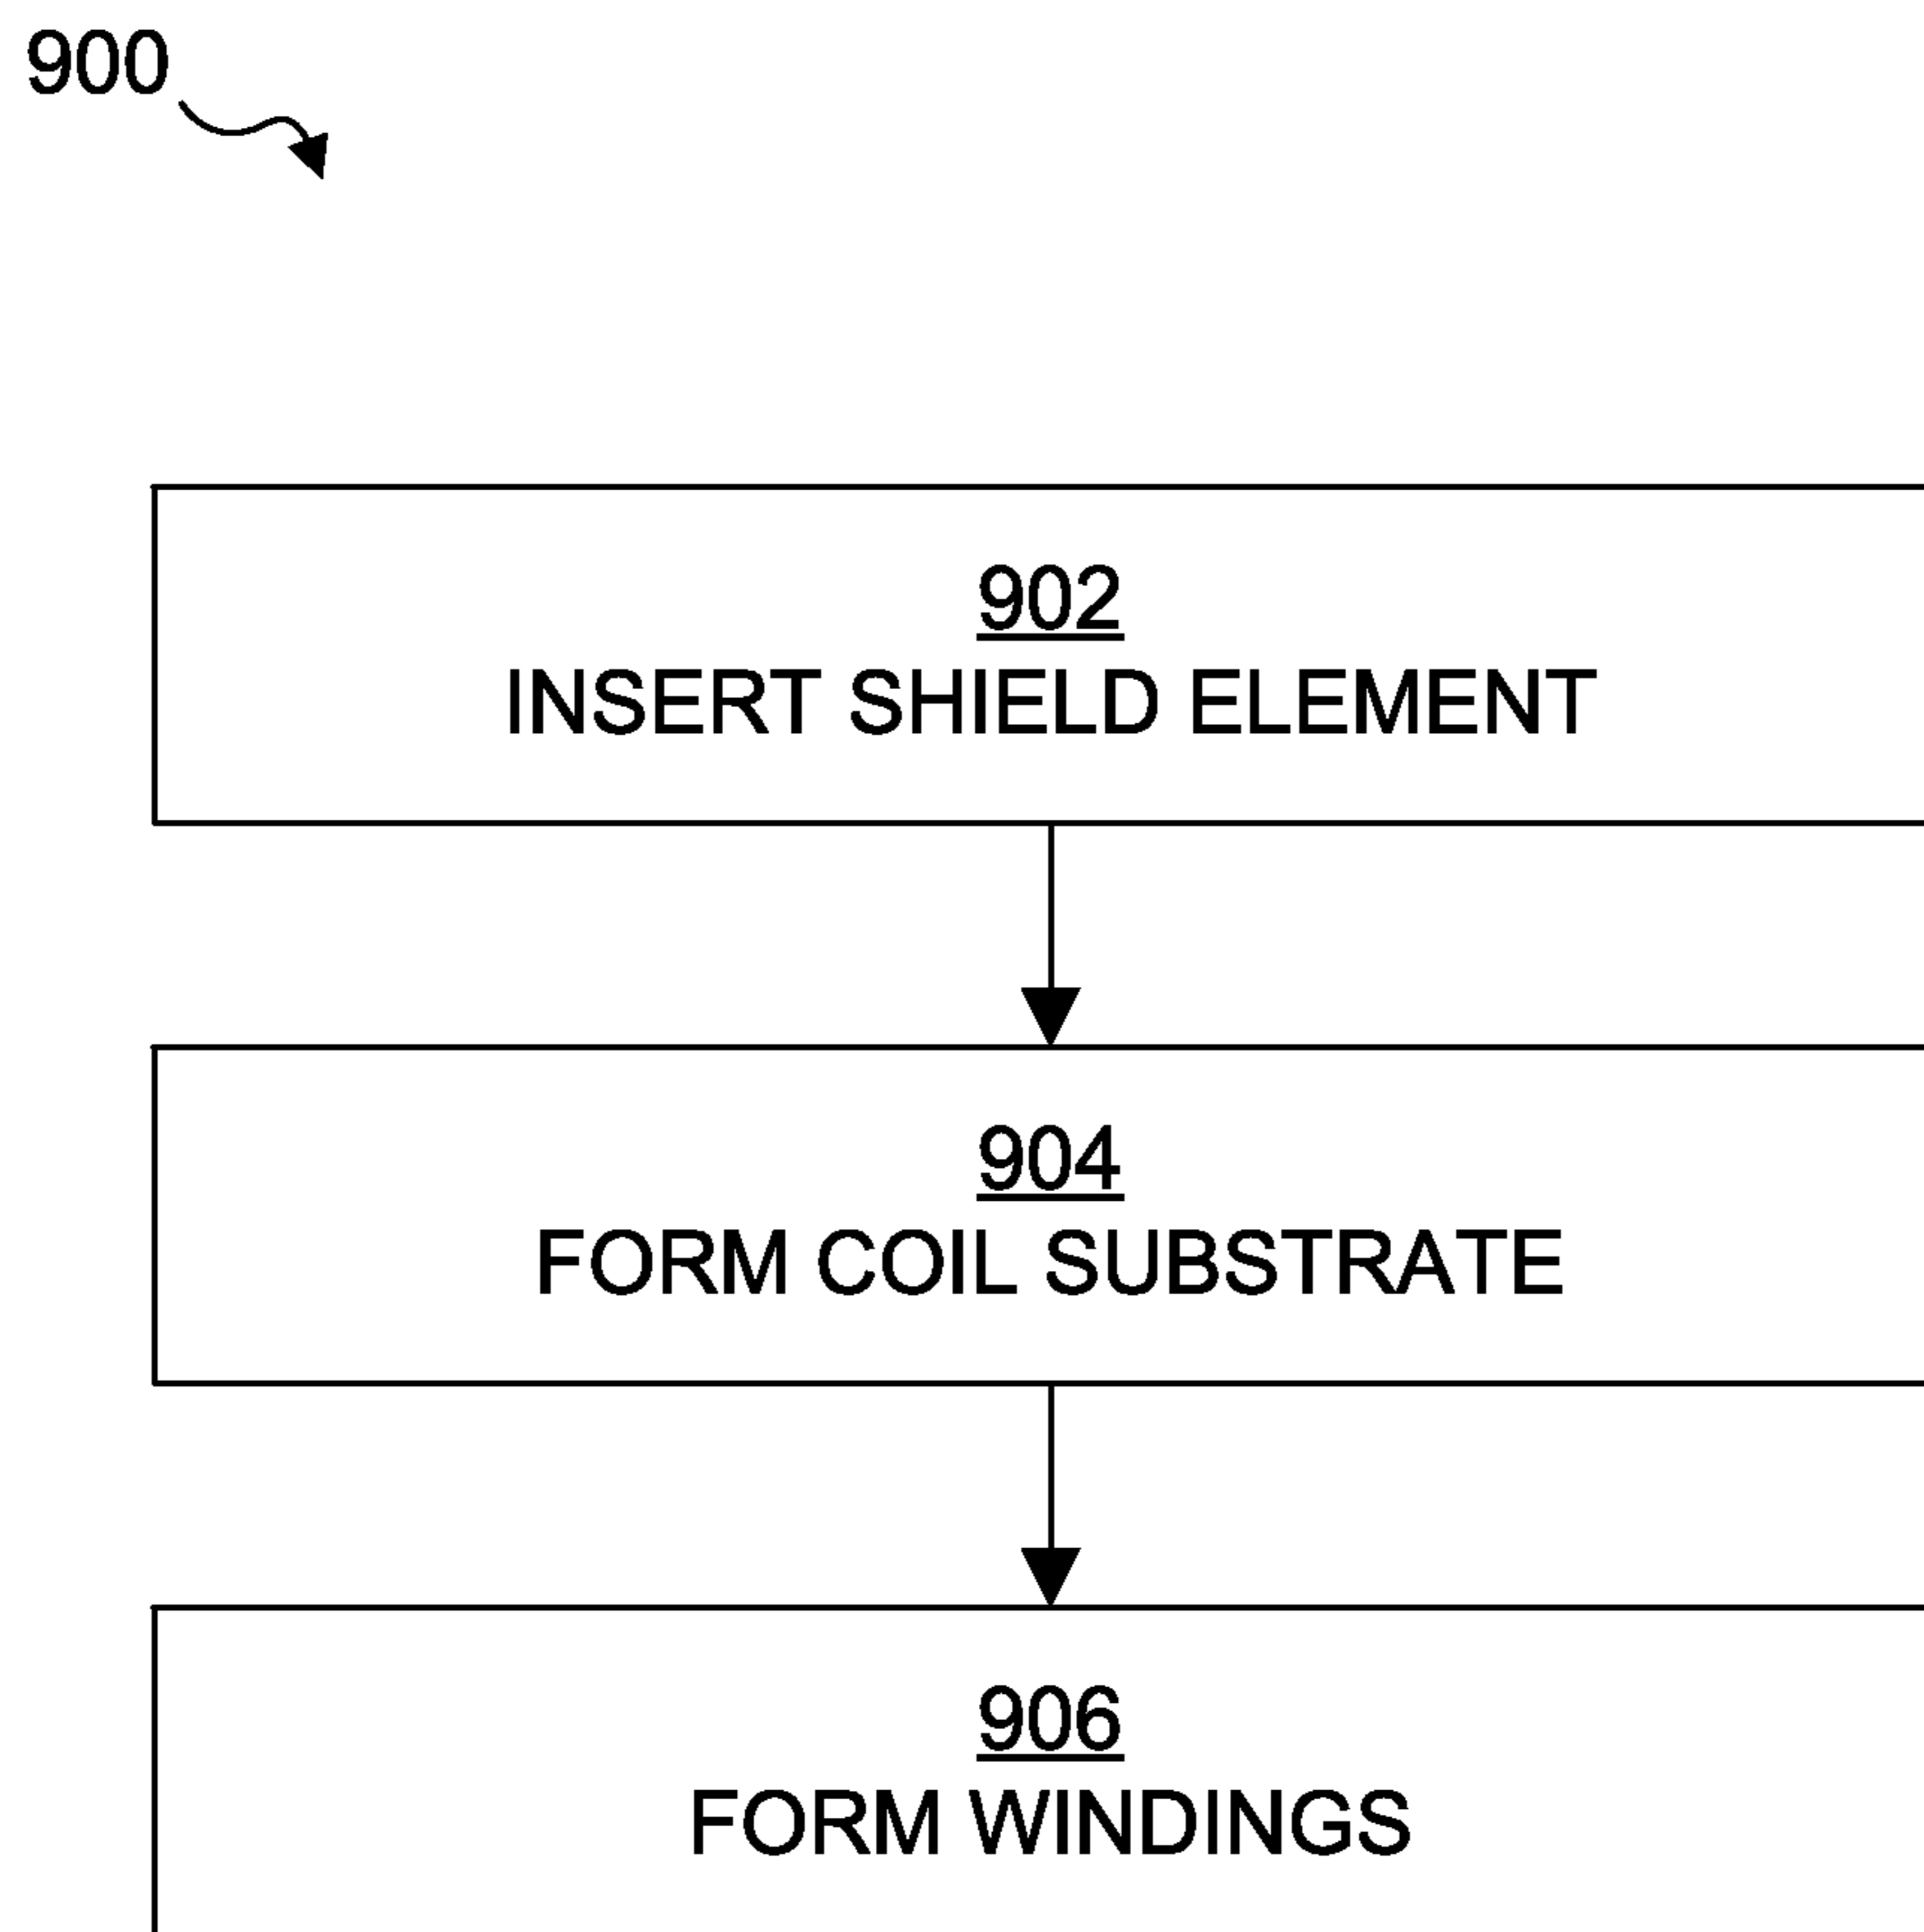 900
902
INSERT SHIELD ELEMENT
904
FORM COIL SUBSTRATE
906
FORM WINDINGS